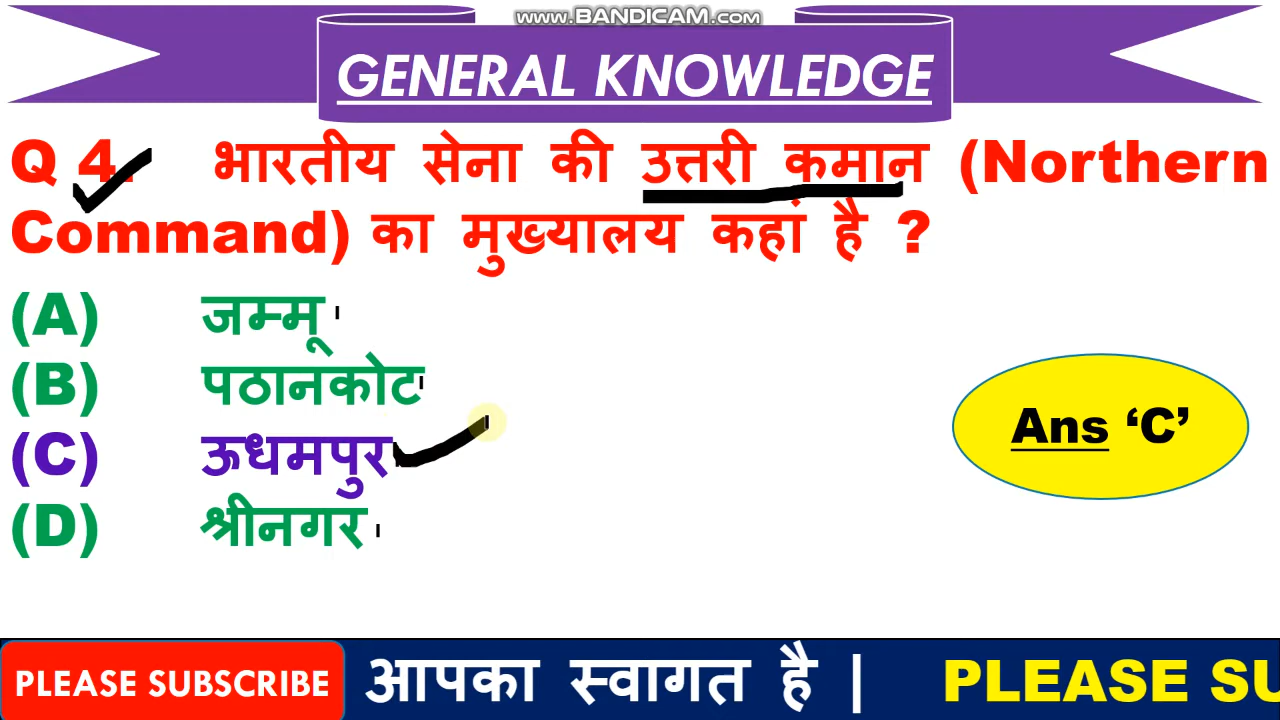 www.BANDICAM.com
GENERAL KNOWLEDGE
Q 4. भारतीय सेना की उत्तरी कमान (Northern
Command) का मुख्यालय कहां है ?
(A) जम्मू
(B) पठानकोट
(C) ऊधमपुर
(D) श्रीनगर
Ans ‘C’
PLEASE SUBSCRIBE आपका स्वागत है | PLEASE SU